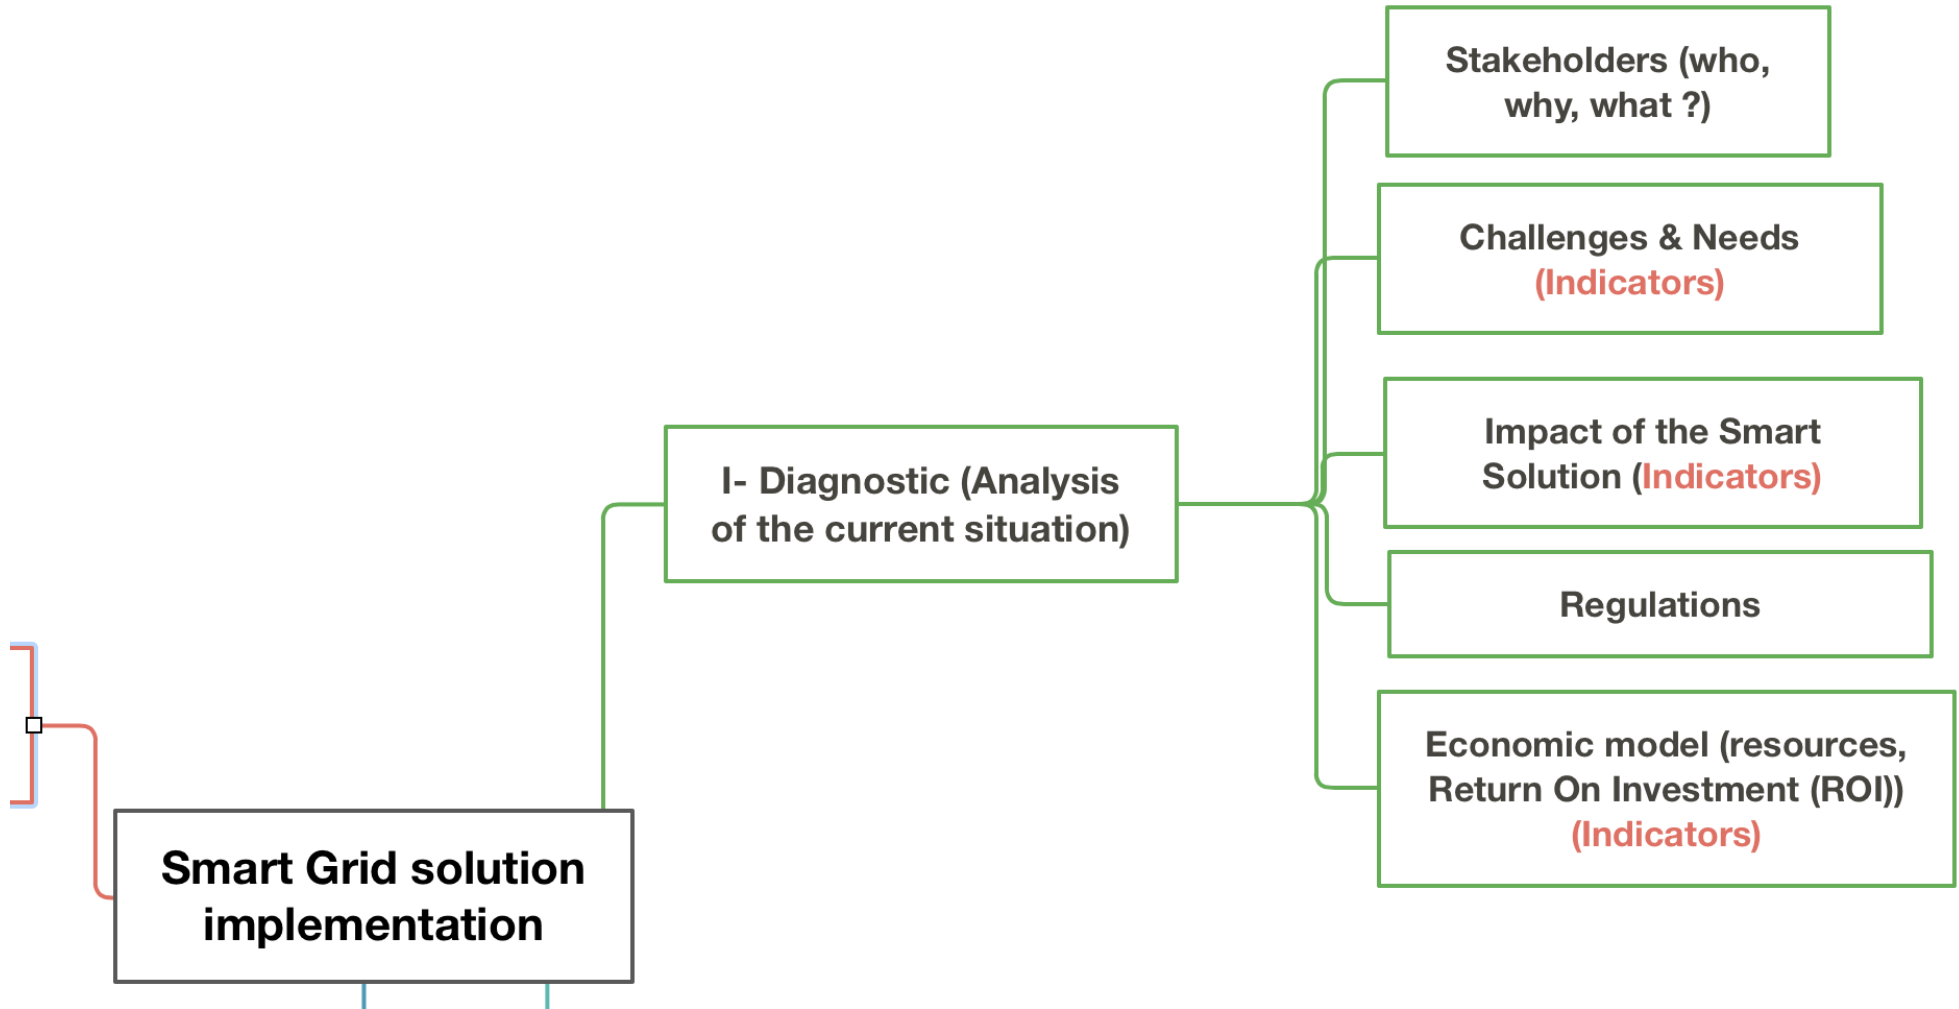 Stakeholders (who,
why, what ?)
Challenges & Needs
(Indicators)
Impact of the Smart
Solution (Indicators)
I- Diagnostic (Analysis
of the current situation)
Regulations
Economic model (resources,
Return On Investment (ROI))
(Indicators)
Smart Grid solution
implementation